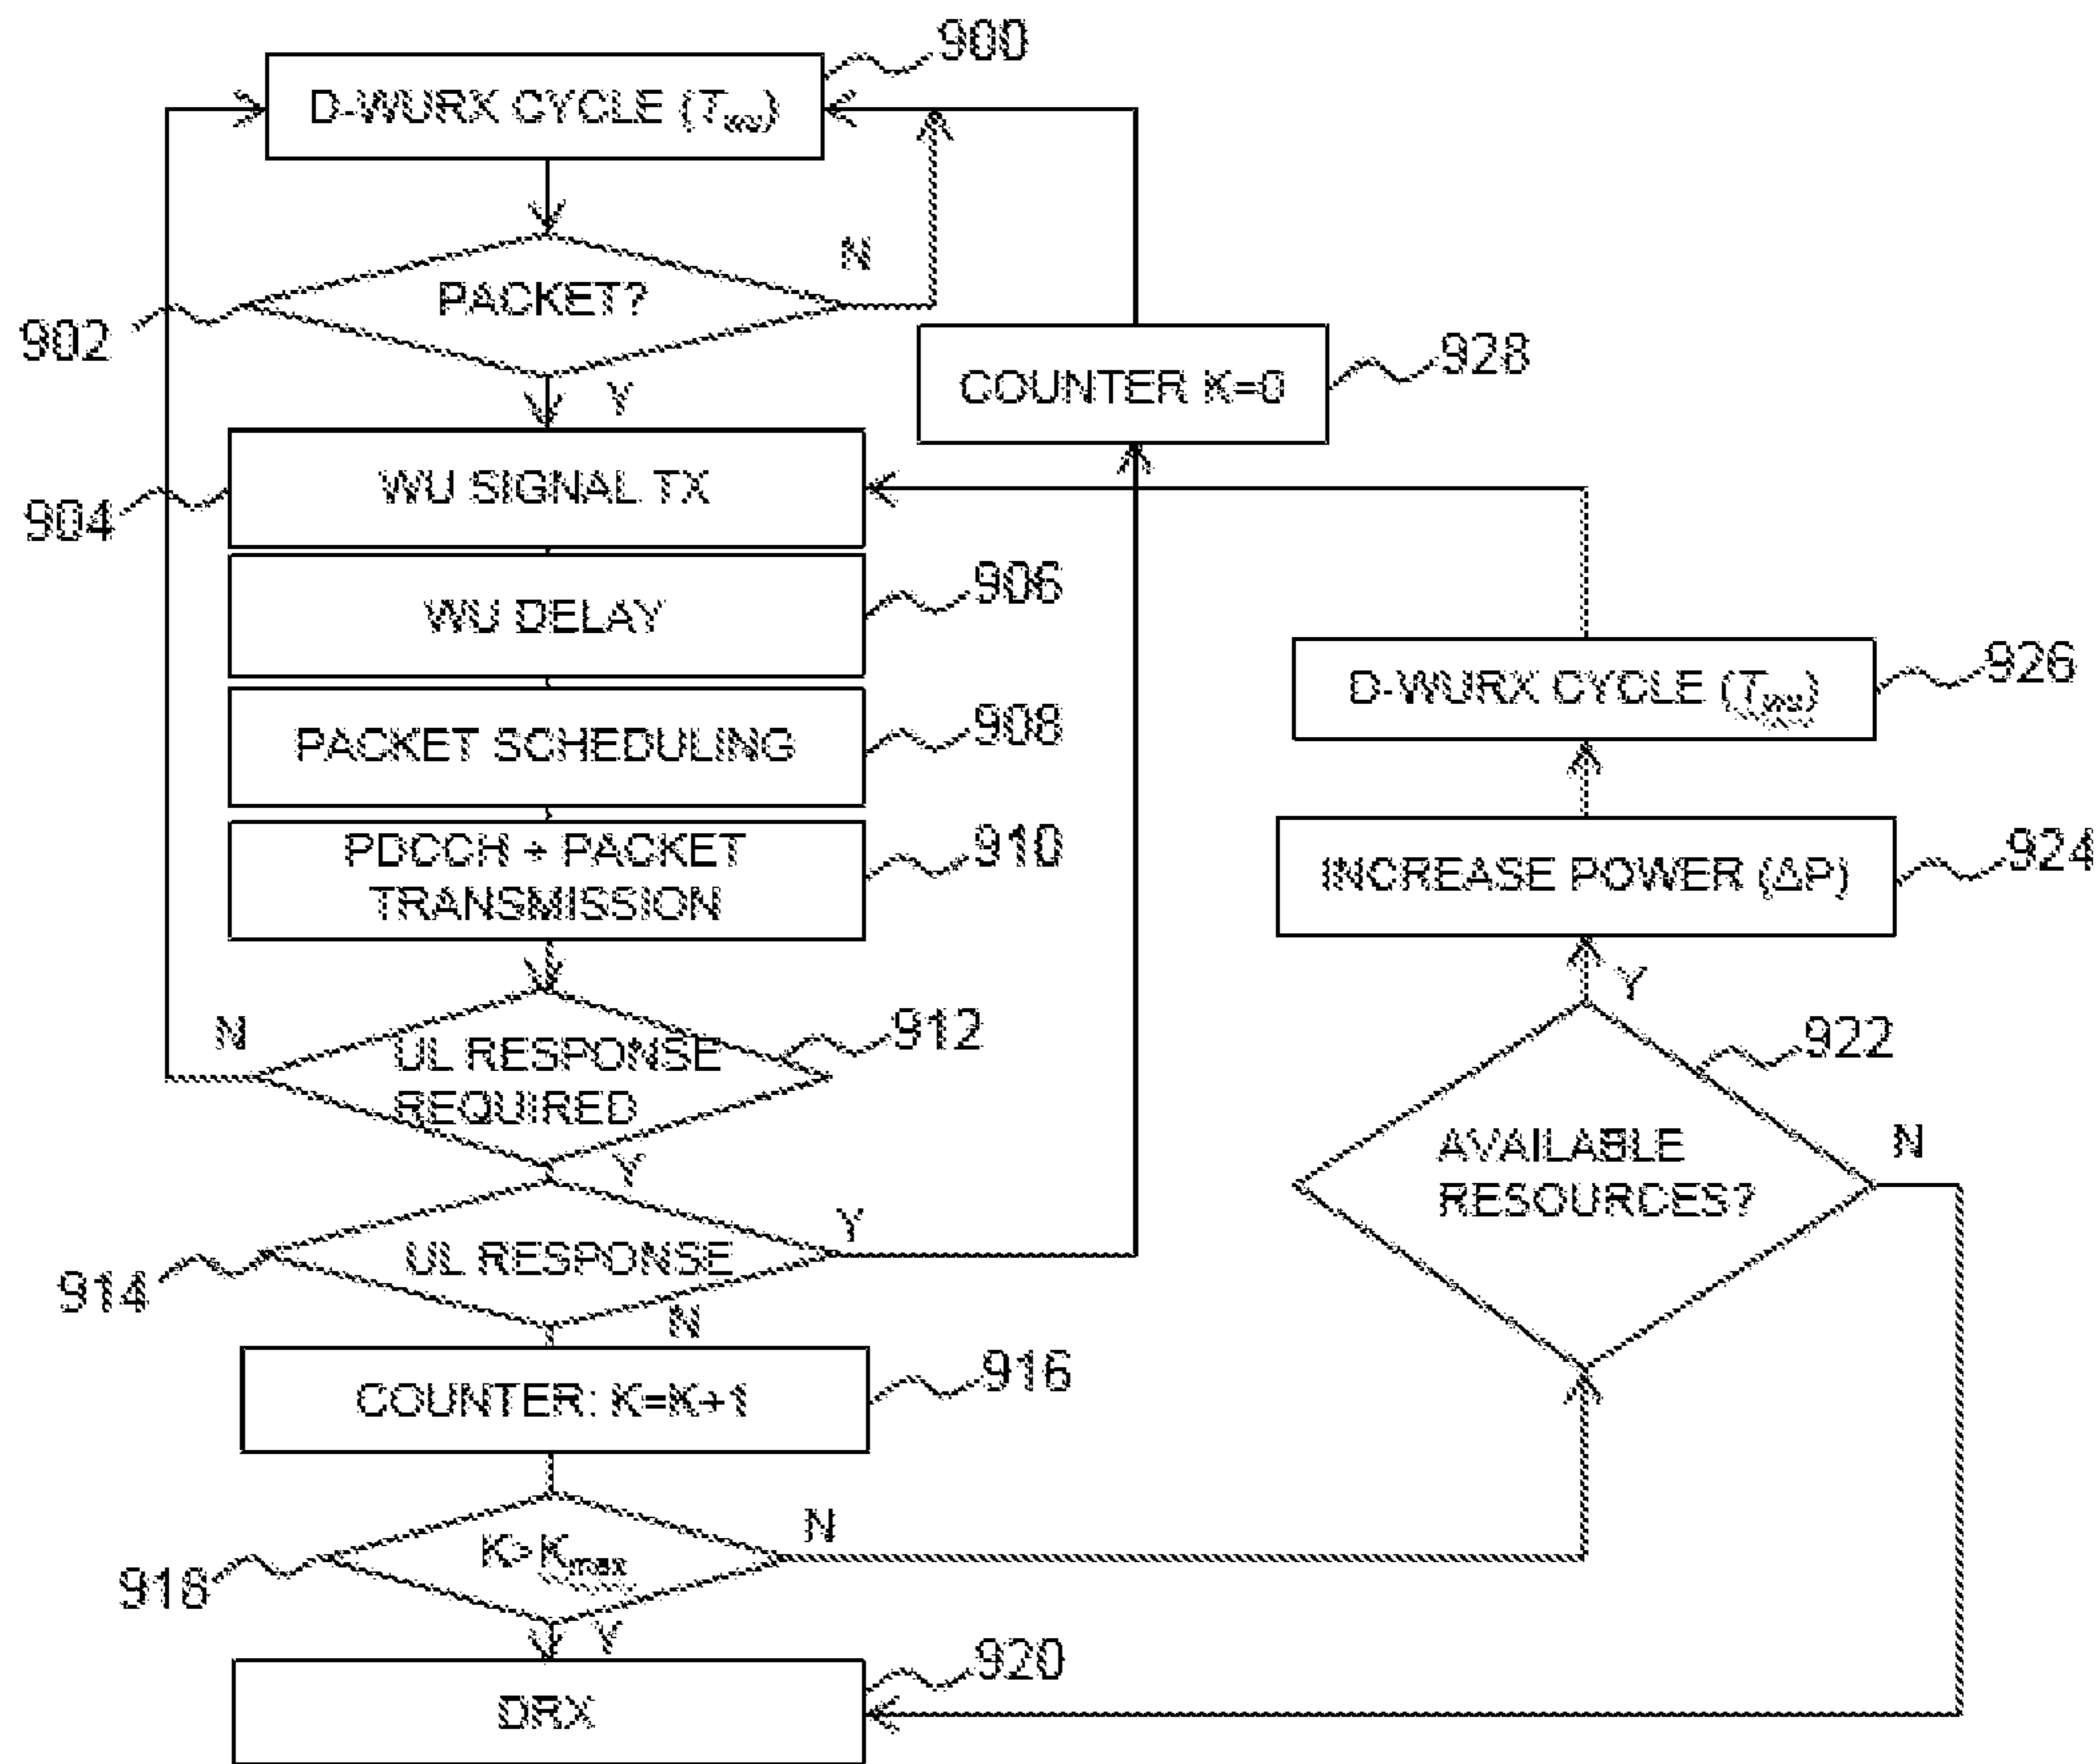 900
D-WURX CYCLE (Twu)
PACKET?
N
902
Y
928
COUNTER K=0
WU SIGNAL TX
904
906
WU DELAY
926
D-WURX CYCLE (Twu)
908
PACKET SCHEDULING
910
PDCCH + PACKET
TRANSMISSION
924
INCREASE POWER (ΔP)
Y
N
912
UL RESPONSE
REQUIRED
Y
922
AVAILABLE
RESOURCES?
N
Y
UL RESPONSE
914
N
916
COUNTER: K=K+1
N
K>Kmax
918
Y
920
DRX